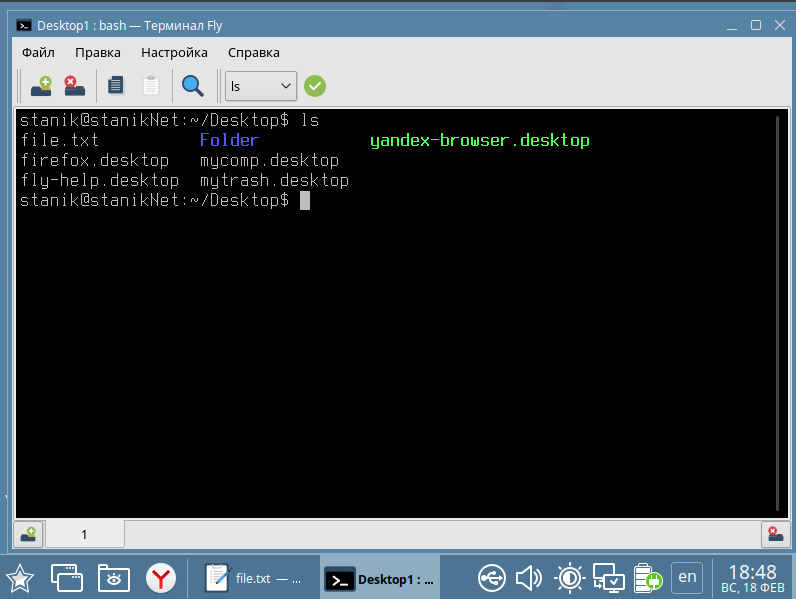 Desktop1 : bash — Терминал Fly
Файл Правка Настройка Справка
ls
stanik@stanikNet:~/Desktop$ ls
file.txt Folder yandex-browser.desktop
firefox.desktop mycomp.desktop
fly-help.desktop mytrash.desktop
stanik@stanikNet:~/Desktop$
1
file.txt — ...
Desktop1 : ...
en
18:48
ВС, 18 ФЕВ